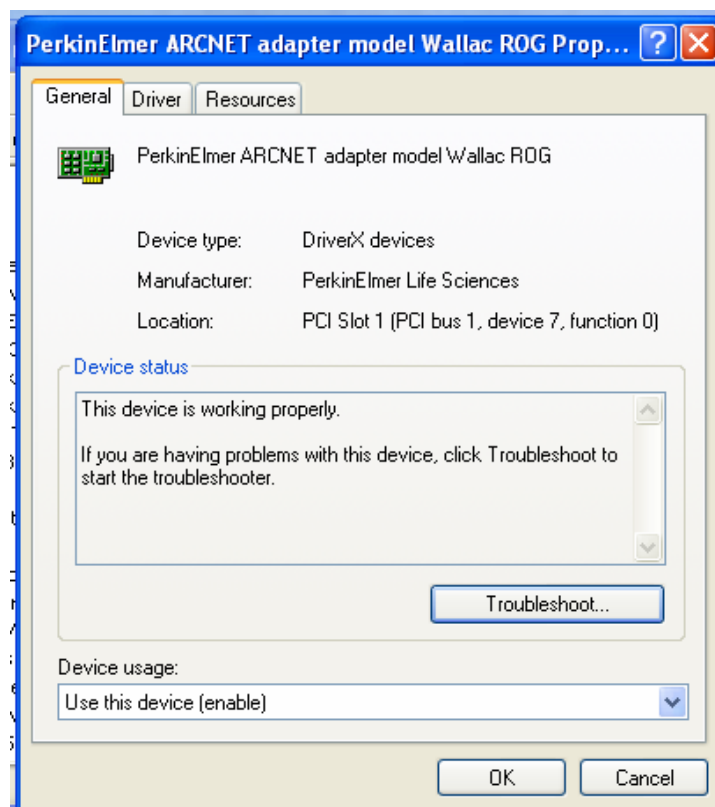 PerkinElmer ARCNET adapter model Wallac ROG Prop...
General Driver Resources
PerkinElmer ARCNET adapter model Wallac ROG
Device type: DriverX devices
Manufacturer: PerkinElmer Life Sciences
Location: PCI Slot 1 (PCI bus 1, device 7, function 0)
Device status
This device is working properly.
If you are having problems with this device, click Troubleshoot to
start the troubleshooter.
Troubleshoot...
Device usage:
Use this device (enable)
OK Cancel